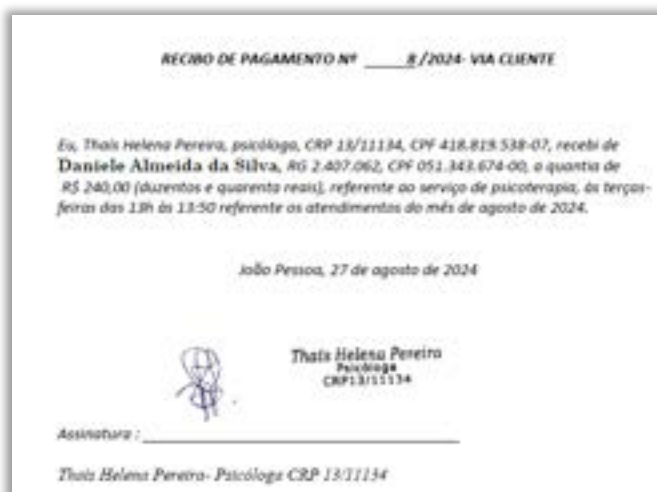 RECIBO DE PAGAMENTO Nº ______8/2024- VIA CLIENTE
Eu, Thais Helena Pereira, psicóloga, CRP 13/11134, CPF 418.819.538-07, recebi de
Daniele Almeida da Silva, RG 2.407.062, CPF 051.343.674-00, a quantia de
R$ 240,00 (duzentos e quarenta reais), referente ao serviço de psicoterapia, às terças-
feiras das 13h às 13:50 referente os atendimentos do mês de agosto de 2024.
João Pessoa, 27 de agosto de 2024
Thais Helena Pereira
Psicóloga
CRP13/11134
Assinatura : ______________________________
Thais Helena Pereira- Psicóloga CRP 13/11134